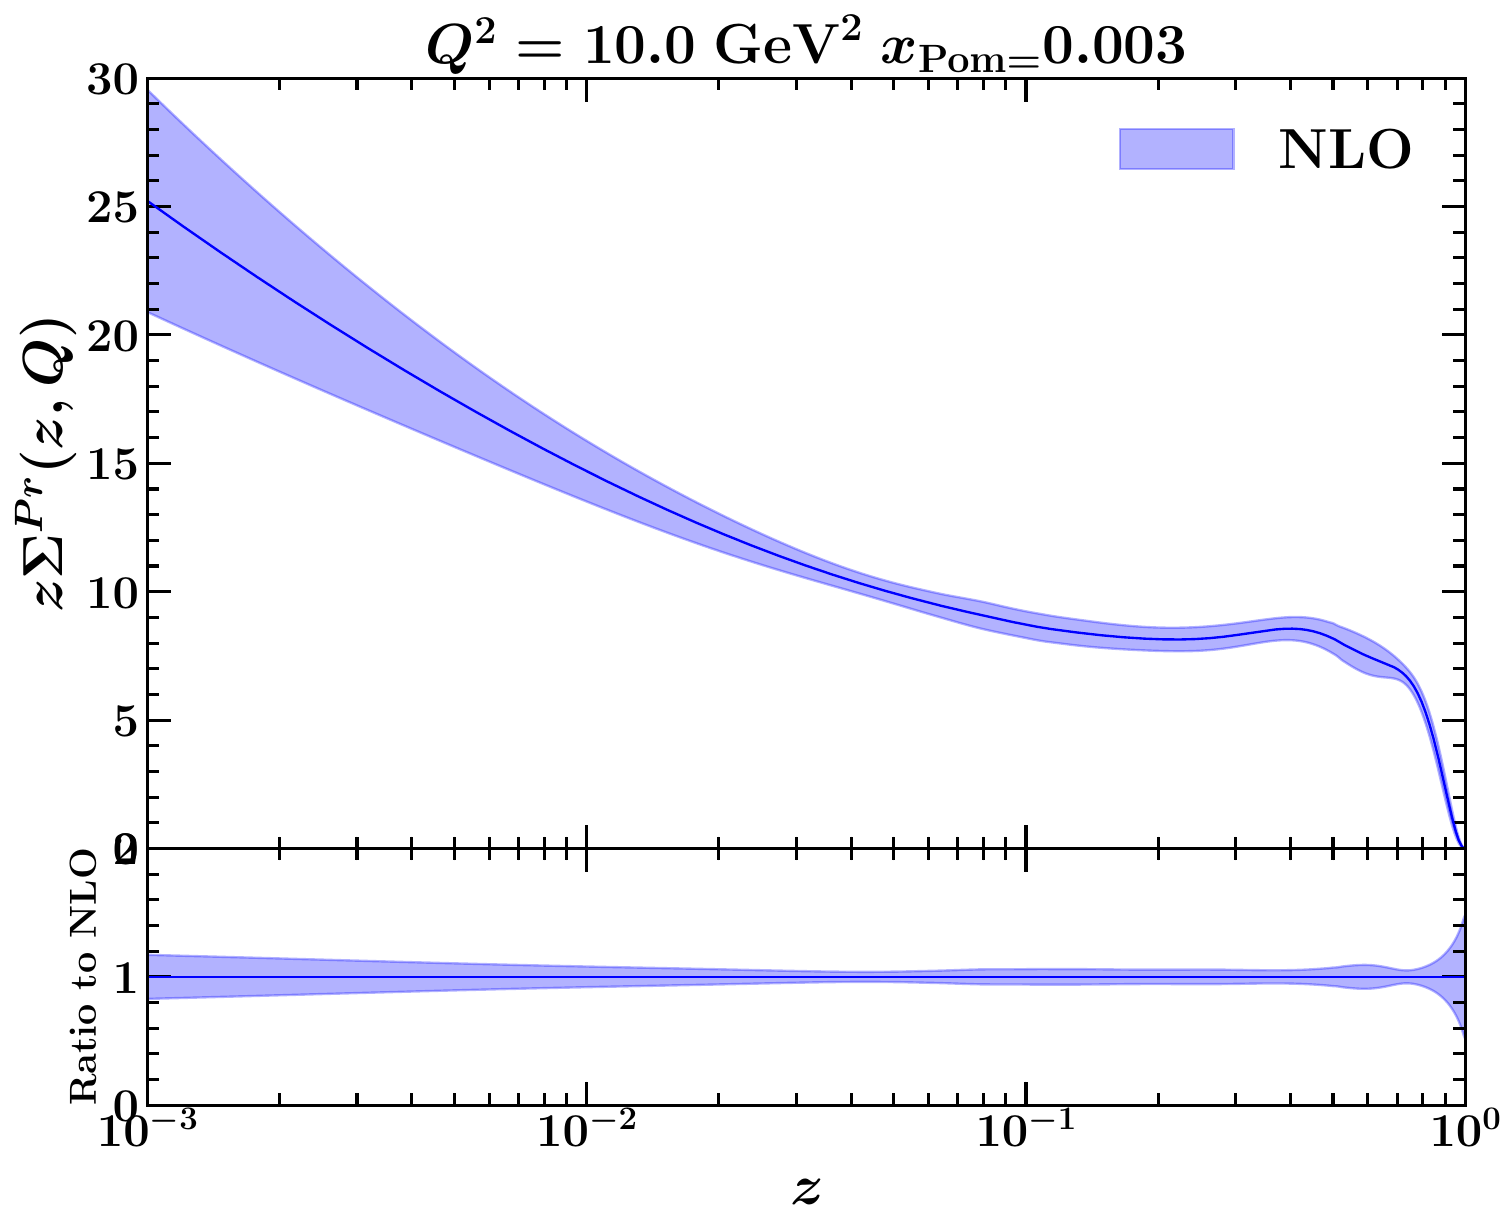 Q² = 10.0 GeV² x_Pom=0.003
NLO
zΣ^Pr(z, Q)
30
25
20
15
10
5
0
Ratio to NLO
2
1
0
10⁻³ 10⁻² 10⁻¹ 10⁰
z